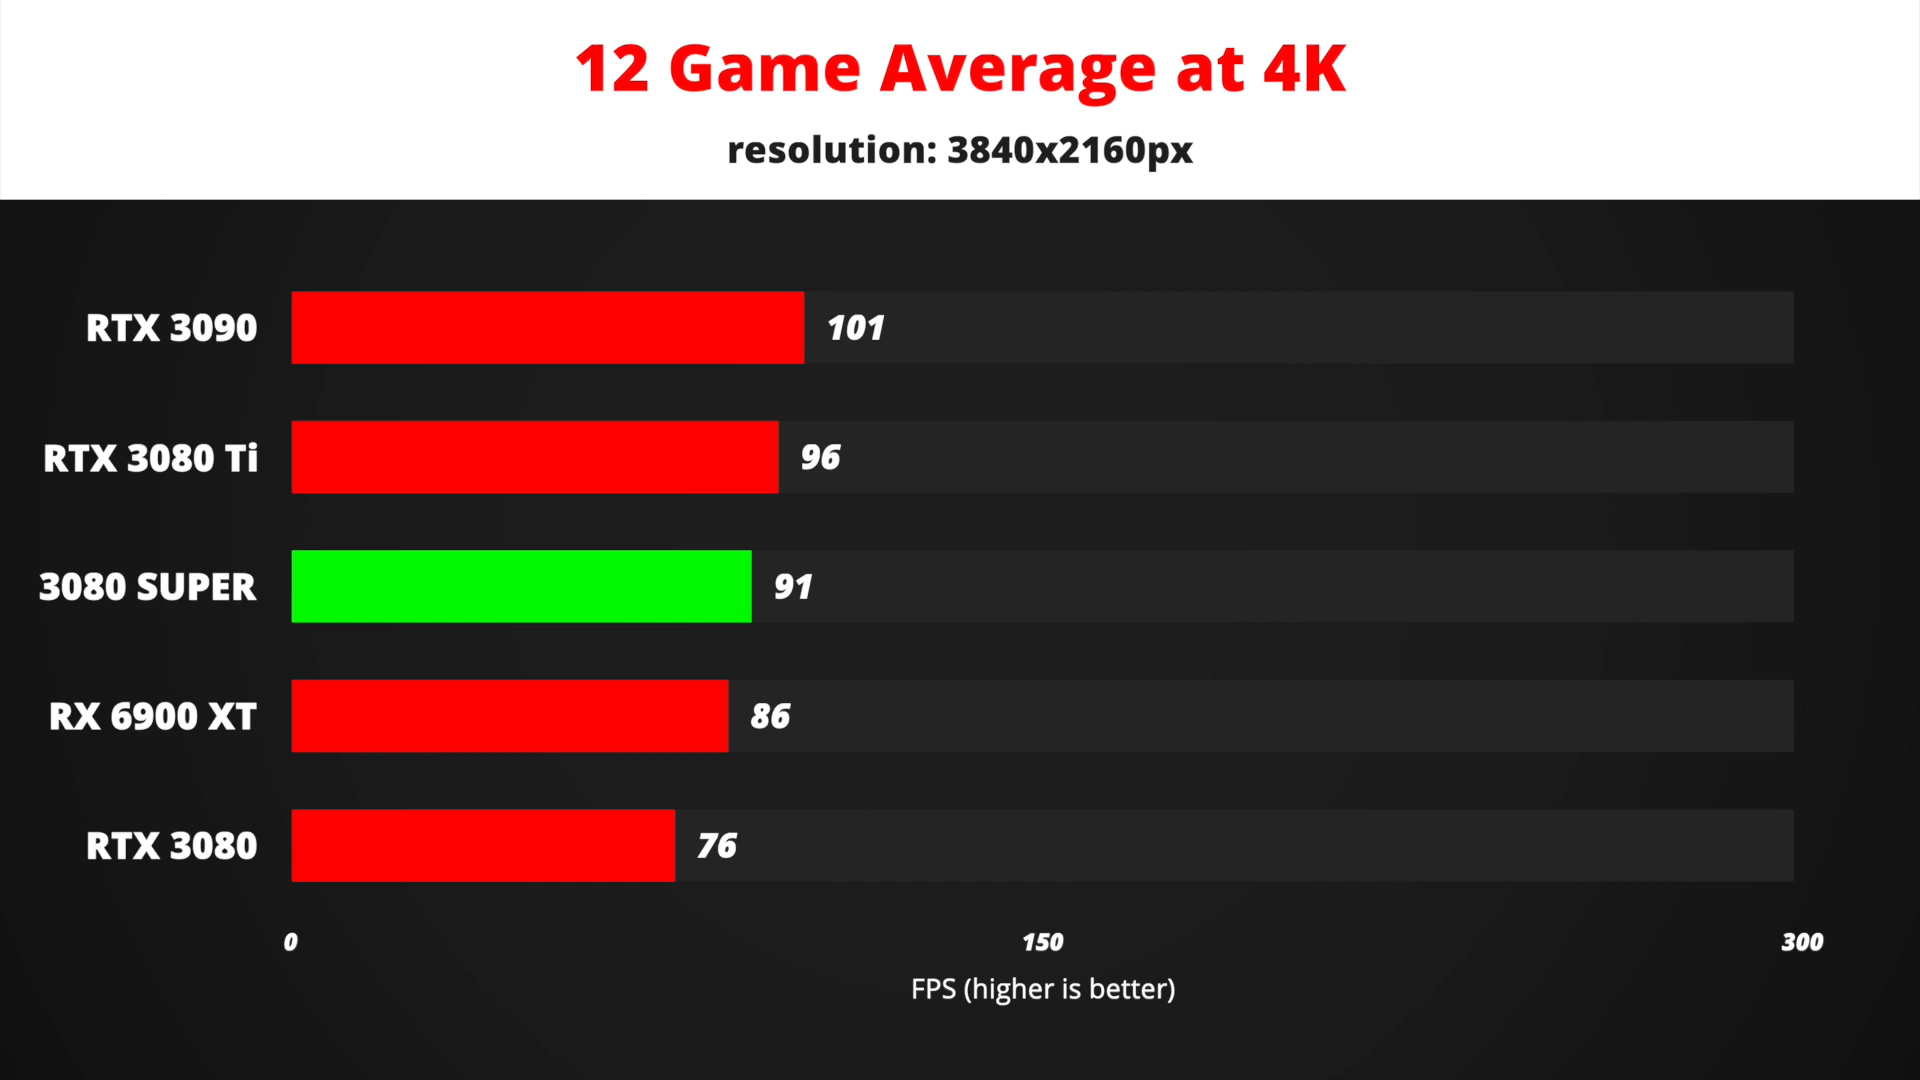 12 Game Average at 4K
resolution: 3840x2160px
RTX 3090 101
RTX 3080 Ti 96
3080 SUPER 91
RX 6900 XT 86
RTX 3080 76
0 150 300
FPS (higher is better)